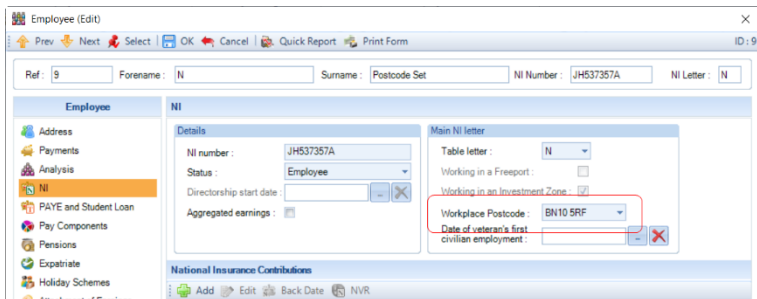 Employee (Edit)
Prev Next Select OK Cancel Quick Report Print Form ID: 9
Ref: 9 Forename: N Surname: Postcode Set NI Number: JH537357A NI Letter: N
Employee
NI
Address
Payments
Analysis
NI
PAYE and Student Loan
Pay Components
Pensions
Expatriate
Holiday Schemes
Details
NI number: JH537357A
Status: Employee
Directorship start date:
Aggregated earnings:
Main NI letter
Table letter: N
Working in a Freeport:
Working in an Investment Zone:
Workplace Postcode: BN10 5RF
Date of veteran's first
civilian employment:
National Insurance Contributions
Add Edit Back Date NVR